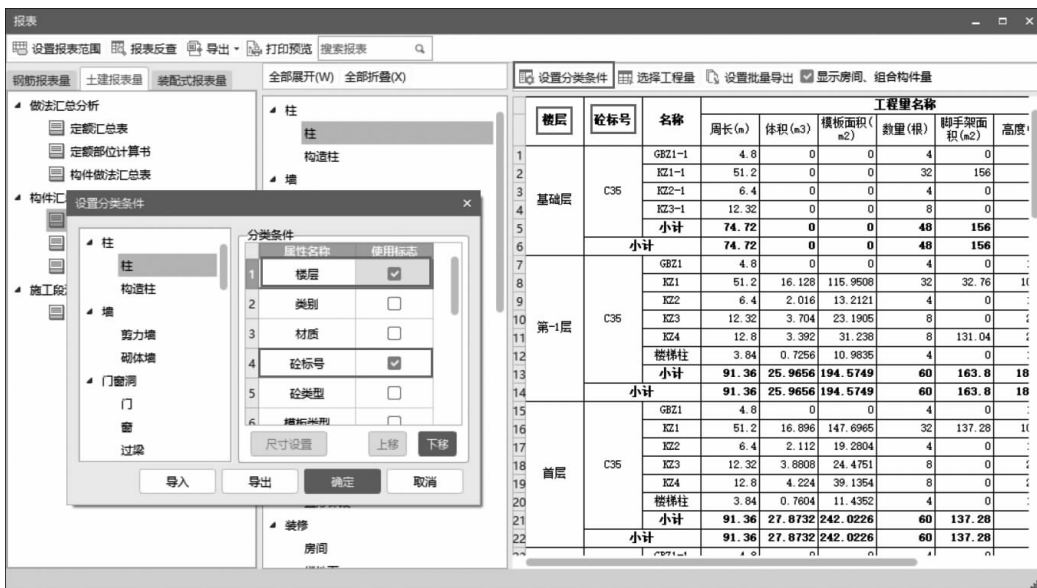 报表
设置报表范围 报表反查 导出 打印预览 搜索报表
钢筋报表量 土建报表量 装配式报表量
做法汇总分析
定额汇总表
定额部位计算书
构件做法汇总表
构件汇
施工段
全部展开(W) 全部折叠(X)
柱
柱
构造柱
墙
装修
房间
设置分类条件
柱
柱
构造柱
墙
剪力墙
砌体墙
门窗洞
门
窗
过梁
分类条件
属性名称 使用标志
1 楼层
2 类别
3 材质
4 砼标号
5 砼类型
6 模板类型
尺寸设置 上移 下移
导入 导出 确定 取消
设置分类条件 选择工程量 设置批量导出 显示房间、组合构件量
楼层 砼标号 名称 工程量名称
周长(m) 体积(m3) 模板面积(m2) 数量(根) 脚手架面积(m2) 高度
1 GBZ1-1 4.8 0 0 4 0
2 KZ1-1 51.2 0 0 32 156
3 基础层 C35 KZ2-1 6.4 0 0 4 0
4 KZ3-1 12.32 0 0 8 0
5 小计 74.72 0 0 48 156
6 小计 74.72 0 0 48 156
7 GBZ1 4.8 0 0 4 0
8 KZ1 51.2 16.128 115.9508 32 32.76 10
9 KZ2 6.4 2.016 13.2121 4 0
10 第-1层 C35 KZ3 12.32 3.704 23.1905 8 0 2
11 KZ4 12.8 3.392 31.238 8 131.04 2
12 楼梯柱 3.84 0.7256 10.9835 4 0
13 小计 91.36 25.9656 194.5749 60 163.8 18
14 小计 91.36 25.9656 194.5749 60 163.8 18
15 GBZ1 4.8 0 0 4 0
16 KZ1 51.2 16.896 147.6965 32 137.28 10
17 KZ2 6.4 2.112 19.2804 4 0
18 首层 C35 KZ3 12.32 3.8808 24.4751 8 0 2
19 KZ4 12.8 4.224 39.1354 8 0 2
20 楼梯柱 3.84 0.7604 11.4352 4 0
21 小计 91.36 27.8732 242.0226 60 137.28
22 小计 91.36 27.8732 242.0226 60 137.28